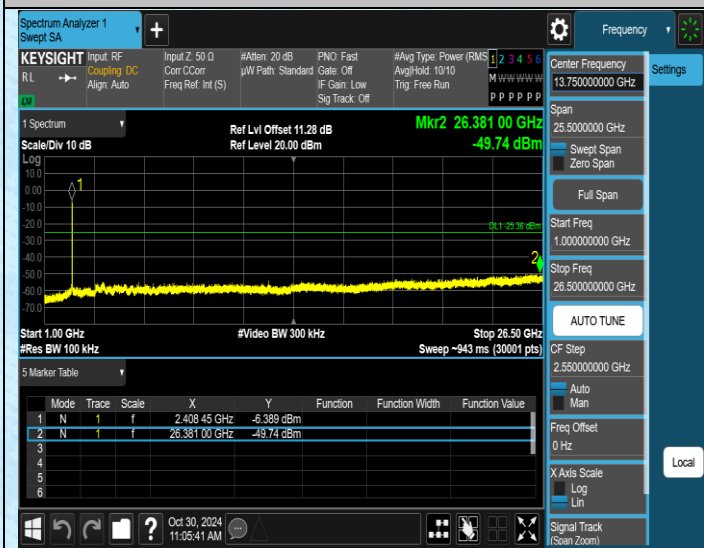 Spectrum Analyzer 1
Swept SA
Frequency
KEYSIGHT
RL
LXI
Input: RF
Coupling: DC
Align: Auto
Input Z: 50 Ω
Corr CCorr
Freq Ref: Int (S)
#Atten: 20 dB
µW Path: Standard
PNO: Fast
Gate: Off
IF Gain: Low
Sig Track: Off
#Avg Type: Power (RMS
Avg|Hold: 10/10
Trig: Free Run
1 2 3 4 5 6
M W W W W W
P P P P P P
1 Spectrum
Scale/Div 10 dB
Ref Lvl Offset 11.28 dB
Ref Level 20.00 dBm
Mkr2 26.381 00 GHz
-49.74 dBm
Log
10.0
0.00
-10.0
-20.0
-30.0
-40.0
-50.0
-60.0
-70.0
1
DL1 -25.36 dBm
2
Start 1.00 GHz
#Res BW 100 kHz
#Video BW 300 kHz
Stop 26.50 GHz
Sweep ~943 ms (30001 pts)
5 Marker Table
Mode Trace Scale X Y Function Function Width Function Value
1 N 1 f 2.408 45 GHz -6.389 dBm
2 N 1 f 26.381 00 GHz -49.74 dBm
3
4
5
6
Oct 30, 2024
11:05:41 AM
Center Frequency
13.750000000 GHz
Settings
Span
25.5000000 GHz
Swept Span
Zero Span
Full Span
Start Freq
1.000000000 GHz
Stop Freq
26.500000000 GHz
AUTO TUNE
CF Step
2.550000000 GHz
Auto
Man
Freq Offset
0 Hz
X Axis Scale
Log
Lin
Local
Signal Track
(Span Zoom)